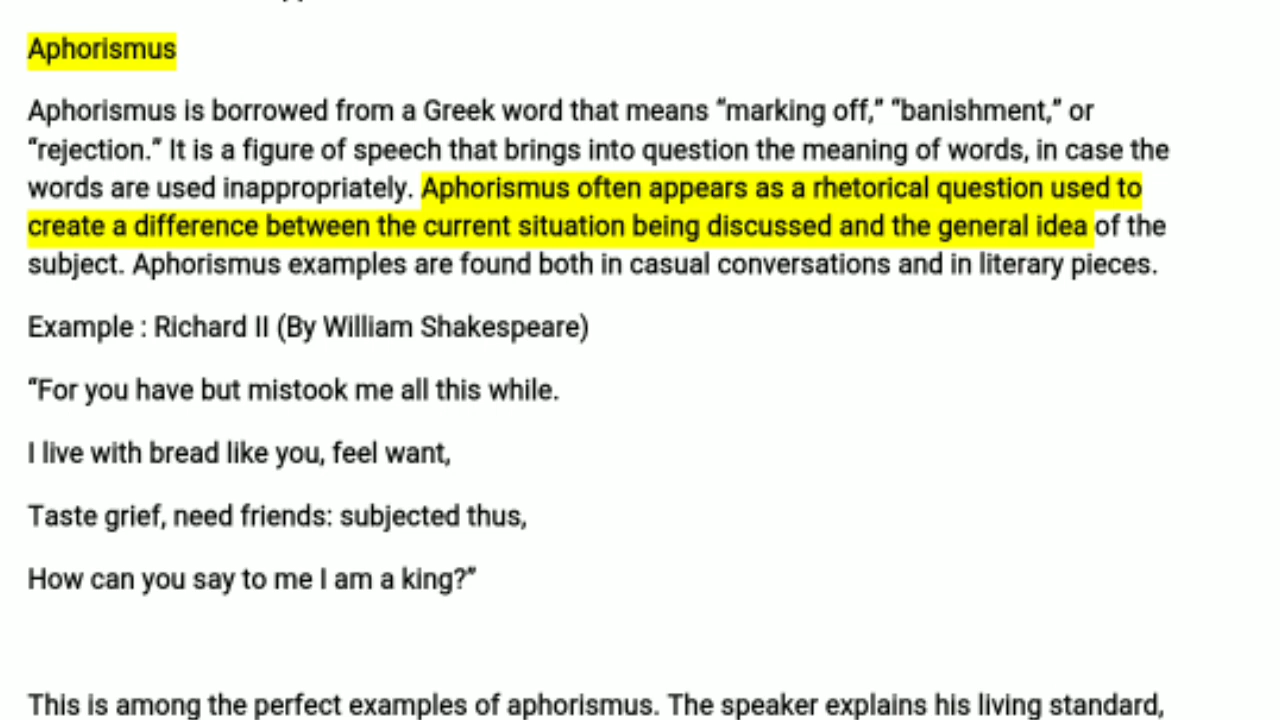 Aphorismus
Aphorismus is borrowed from a Greek word that means “marking off,” “banishment,” or
“rejection.” It is a figure of speech that brings into question the meaning of words, in case the
words are used inappropriately. Aphorismus often appears as a rhetorical question used to
create a difference between the current situation being discussed and the general idea of the
subject. Aphorismus examples are found both in casual conversations and in literary pieces.
Example : Richard II (By William Shakespeare)
“For you have but mistook me all this while.
I live with bread like you, feel want,
Taste grief, need friends: subjected thus,
How can you say to me I am a king?”
This is among the perfect examples of aphorismus. The speaker explains his living standard,